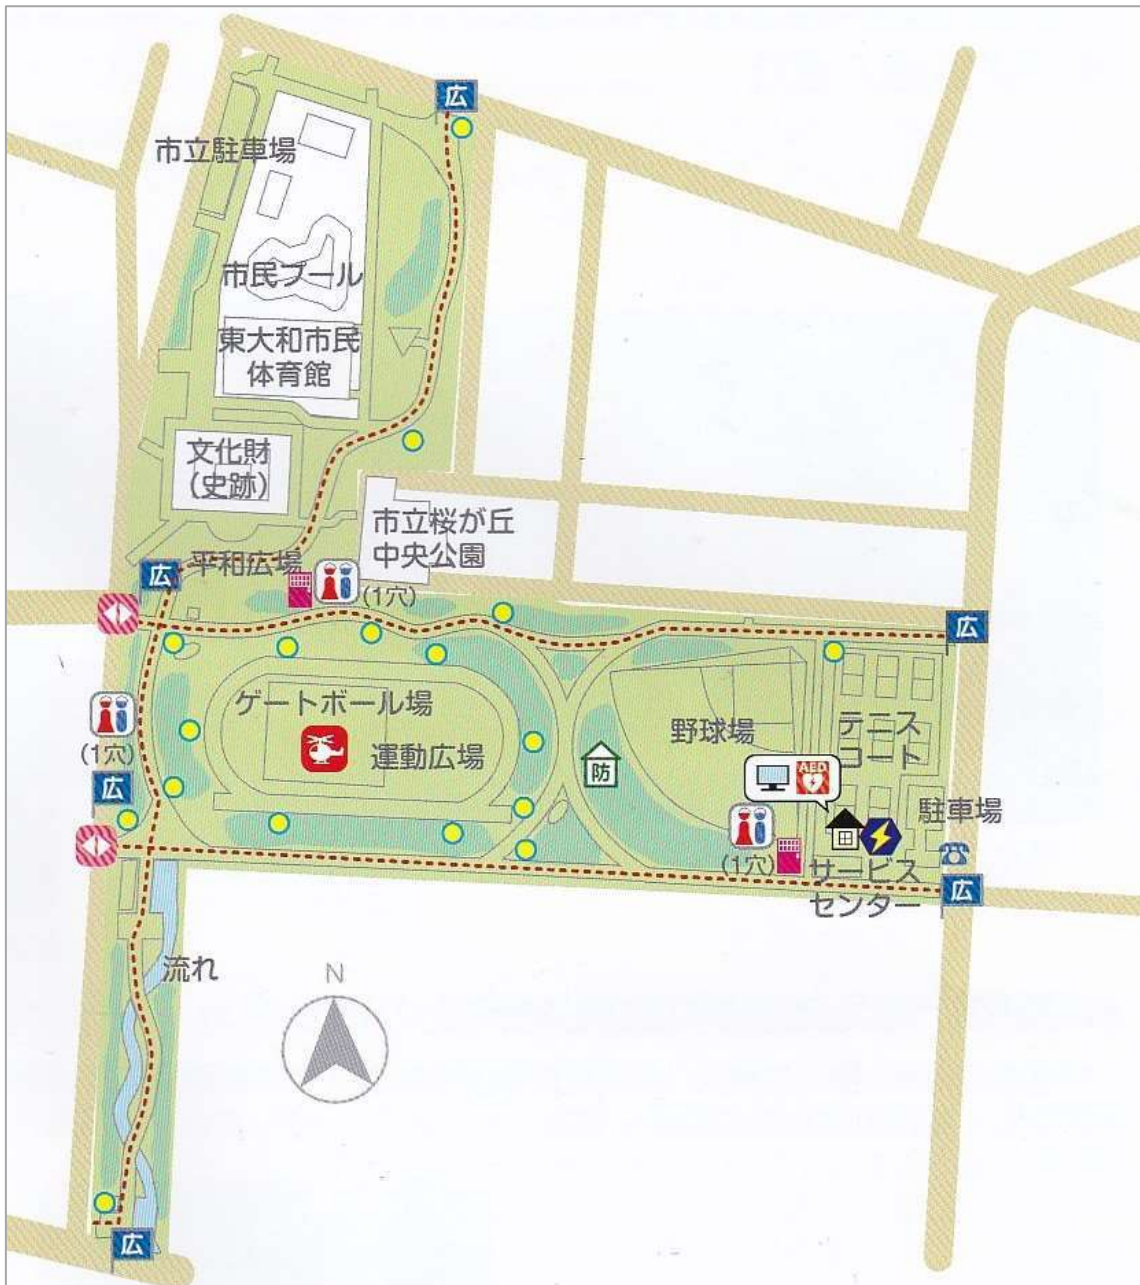 広
市立駐車場
市民プール
東大和市民
体育館
文化財
(史跡)
市立桜が丘
中央公園
広
平和広場
(1穴)
広
ゲートボール場
運動広場
野球場
テニス
コート
(1穴)
広
防
AED
駐車場
(1穴)
サービス
センター
広
流れ
N
広